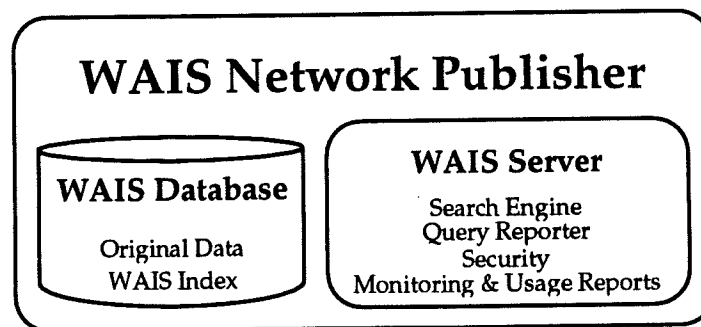 WAIS Network Publisher
WAIS Database
Original Data
WAIS Index
WAIS Server
Search Engine
Query Reporter
Security
Monitoring & Usage Reports